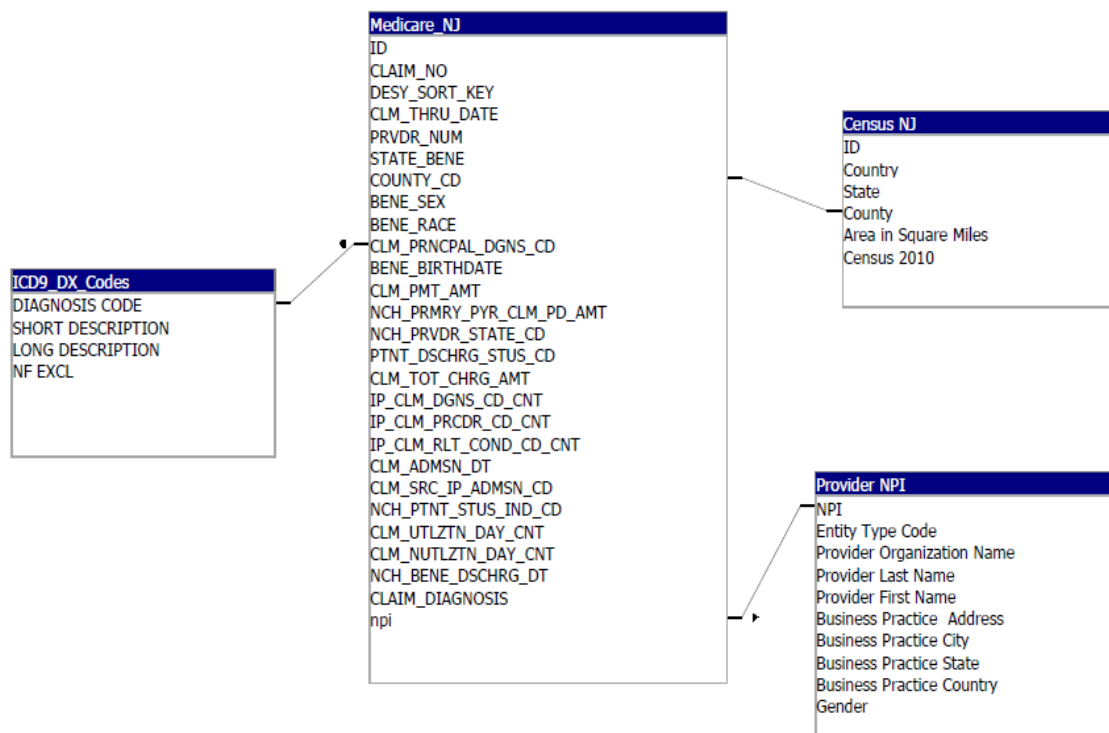 Medicare_NJ
ID
CLAIM_NO
DESY_SORT_KEY
CLM_THRU_DATE
PRVDR_NUM
STATE_BENE
COUNTY_CD
BENE_SEX
BENE_RACE
CLM_PRNCPAL_DGNS_CD
BENE_BIRTHDATE
CLM_PMT_AMT
NCH_PRMRY_PYR_CLM_PD_AMT
NCH_PRVDR_STATE_CD
PTNT_DSCHRG_STUS_CD
CLM_TOT_CHRG_AMT
IP_CLM_DGNS_CD_CNT
IP_CLM_PRCDR_CD_CNT
IP_CLM_RLT_COND_CD_CNT
CLM_ADMSN_DT
CLM_SRC_IP_ADMSN_CD
NCH_PTNT_STUS_IND_CD
CLM_UTLZTN_DAY_CNT
CLM_NUTLZTN_DAY_CNT
NCH_BENE_DSCHRG_DT
CLAIM_DIAGNOSIS
npi
Census NJ
ID
Country
State
County
Area in Square Miles
Census 2010
ICD9_DX_Codes
DIAGNOSIS CODE
SHORT DESCRIPTION
LONG DESCRIPTION
NF EXCL
Provider NPI
NPI
Entity Type Code
Provider Organization Name
Provider Last Name
Provider First Name
Business Practice  Address
Business Practice City
Business Practice State
Business Practice Country
Gender